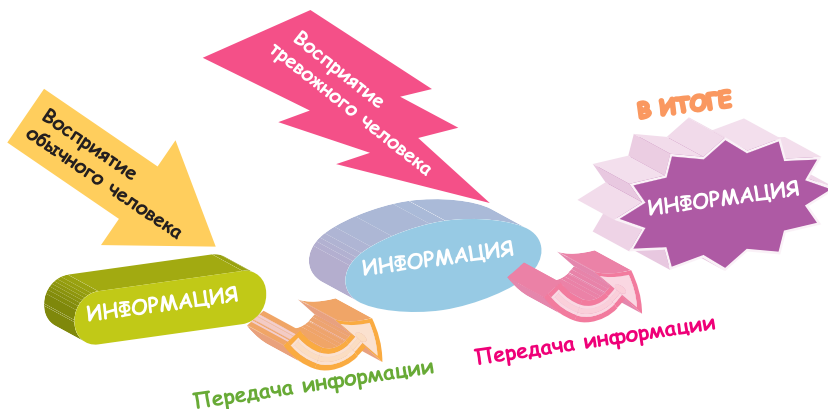 Восприятие
обычного человека
Восприятие
тревожного человека
В ИТОГЕ
ИНФОРМАЦИЯ
ИНФОРМАЦИЯ
ИНФОРМАЦИЯ
Передача информации
Передача информации